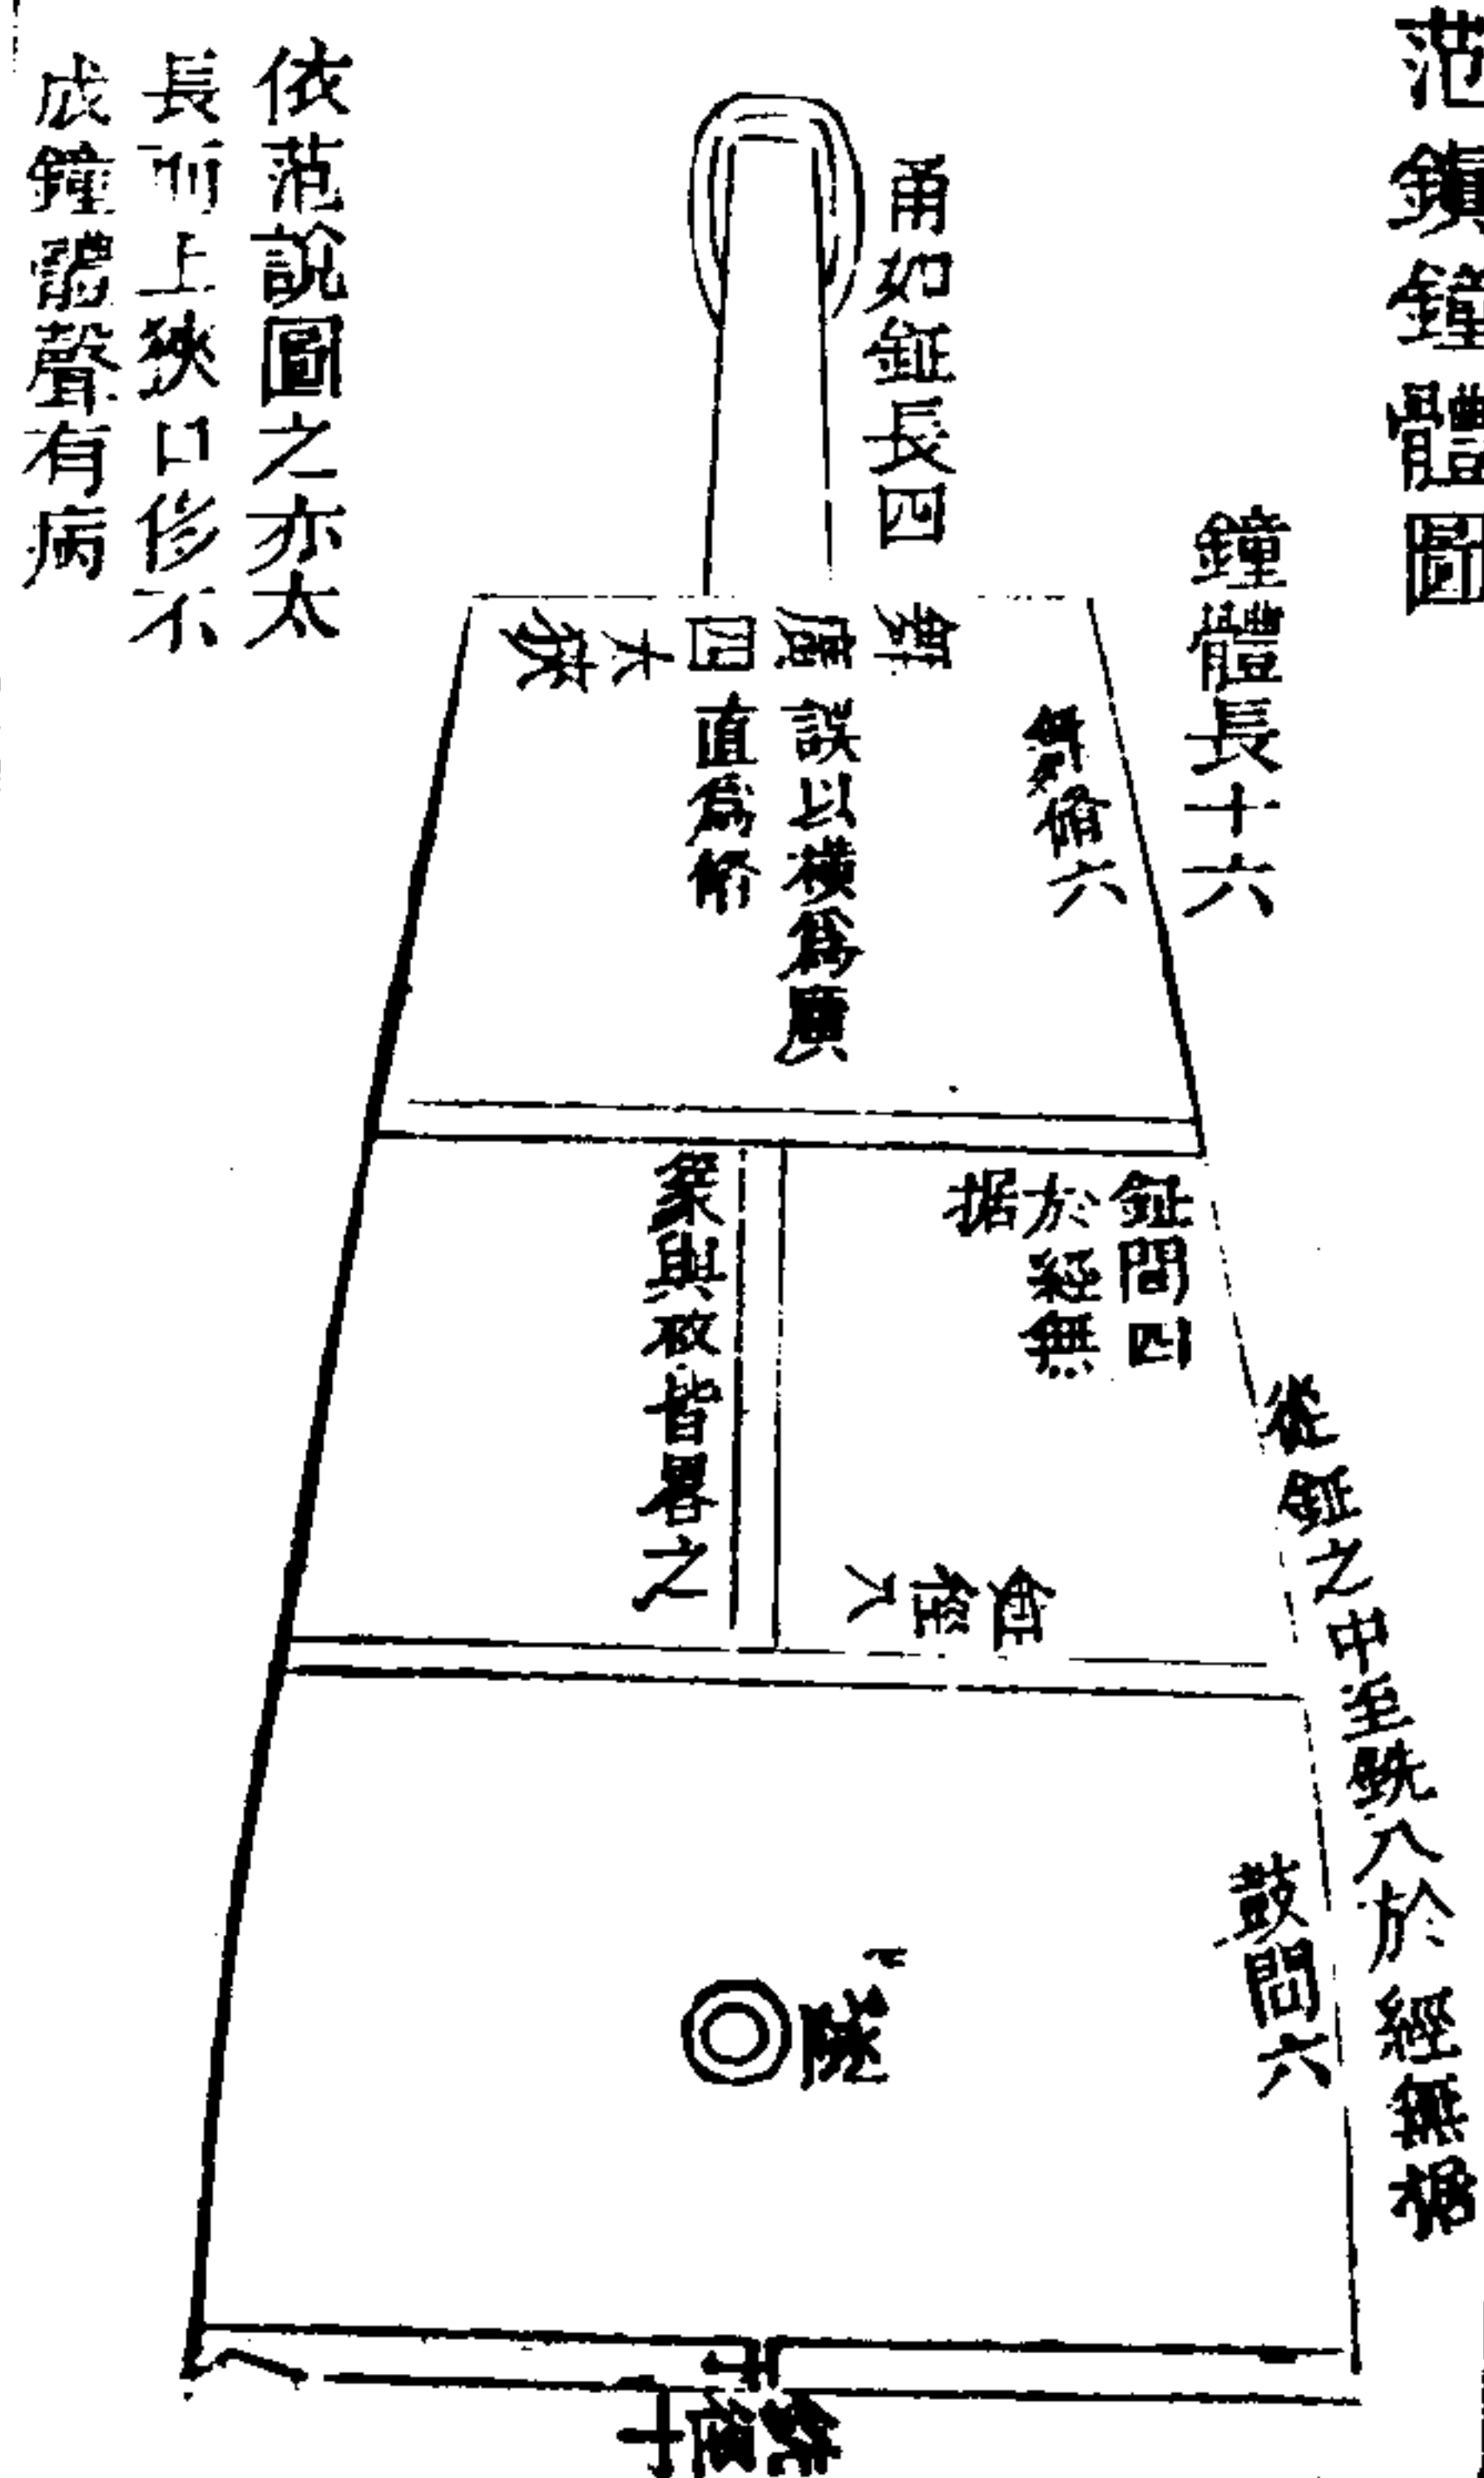 范鎮鐘體圖
鐘體長十六
甬如鉦長四
舞廣四太狹
誤以橫為廣
直為脩
舞脩六
鉦間四
於經無
据
篆與枚皆畧之
從鉦之中至銑八於經無稱
鼓間六
隧
銑間十
依范說圖之亦太
長而上狹口侈不
成鐘體聲有病